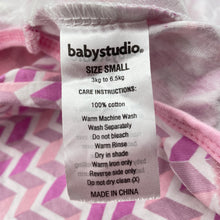 babystudio®
SIZE SMALL
3kg to 6.5kg
CARE INSTRUCTIONS:
100% cotton
Warm Machine Wash
Wash Separately
Do not bleach
Warm Rinse
Dry in shade
Warm Iron only
Reverse side only
Do not dry clean (X)
MADE IN CHINA